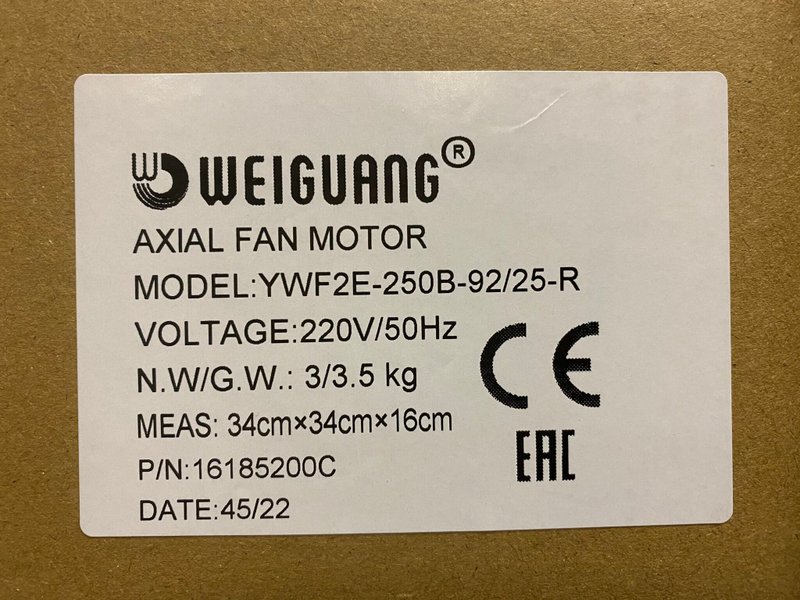 W WEIGUANG®
AXIAL FAN MOTOR
MODEL:YWF2E-250B-92/25-R
VOLTAGE:220V/50Hz
N.W/G.W.: 3/3.5 kg
MEAS: 34cm×34cm×16cm
P/N:16185200C
DATE:45/22
CE
EAC